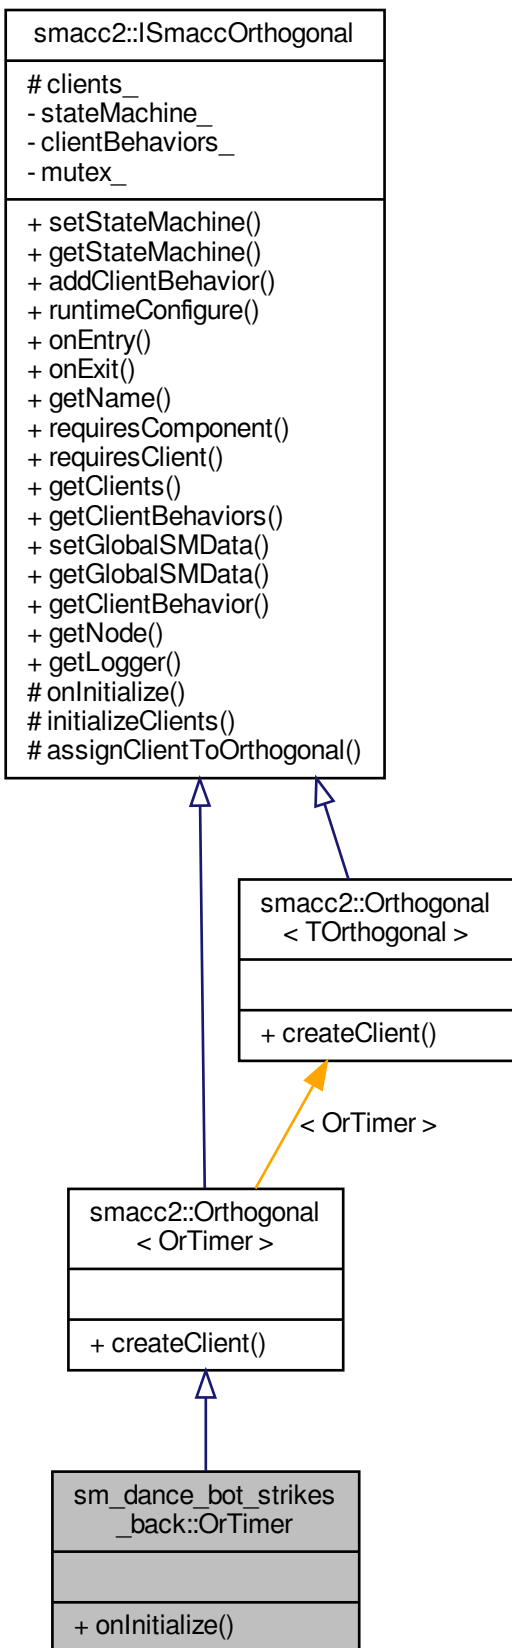 smacc2::ISmaccOrthogonal
# clients_
- stateMachine_
- clientBehaviors_
- mutex_
+ setStateMachine()
+ getStateMachine()
+ addClientBehavior()
+ runtimeConfigure()
+ onEntry()
+ onExit()
+ getName()
+ requiresComponent()
+ requiresClient()
+ getClients()
+ getClientBehaviors()
+ setGlobalSMData()
+ getGlobalSMData()
+ getClientBehavior()
+ getNode()
+ getLogger()
# onInitialize()
# initializeClients()
# assignClientToOrthogonal()
smacc2::Orthogonal
< TOrthogonal >
+ createClient()
< OrTimer >
smacc2::Orthogonal
< OrTimer >
+ createClient()
sm_dance_bot_strikes
_back::OrTimer
+ onInitialize()